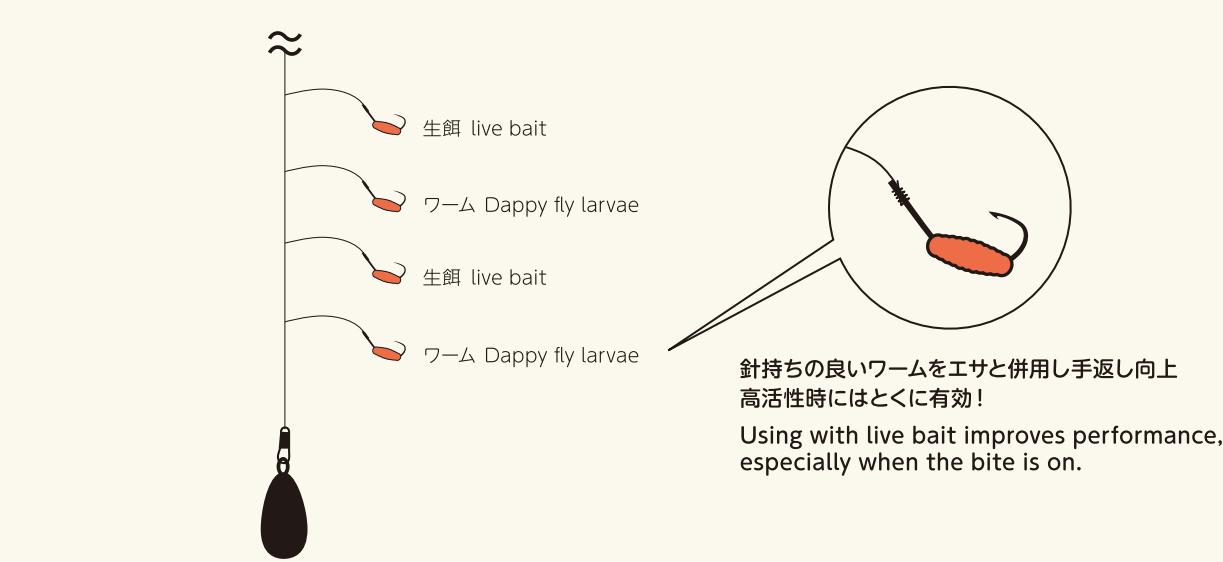 生餌 live bait
ワーム Dappy fly larvae
生餌 live bait
ワーム Dappy fly larvae
針持ちの良いワームをエサと併用し手返し向上
高活性時にはとくに有効！
Using with live bait improves performance,
especially when the bite is on.